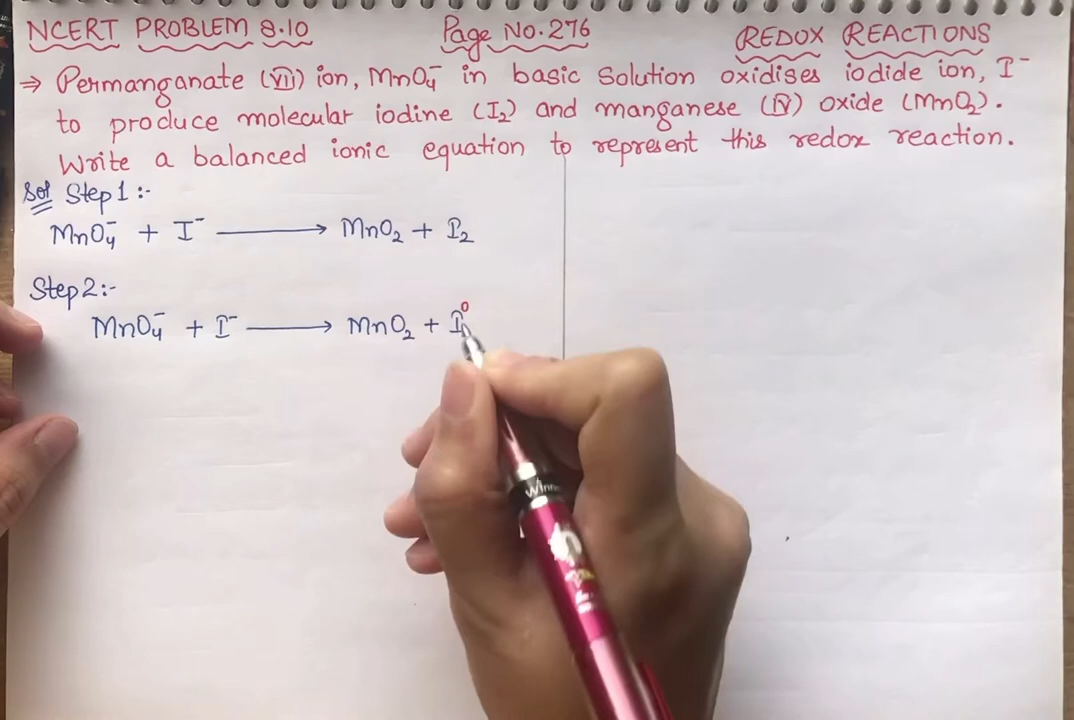 NCERT PROBLEM 8.10 Page No. 276 REDOX REACTIONS
⇒ Permanganate (VII) ion, MnO₄⁻ in basic solution oxidises iodide ion, I⁻
to produce molecular iodine (I₂) and manganese (IV) oxide (MnO₂).
Write a balanced ionic equation to represent this redox reaction.
Sol Step 1:-
MnO₄⁻ + I⁻ ⟶ MnO₂ + I₂
Step 2:-
MnO₄⁻ + I⁻ ⟶ MnO₂ + I⁰